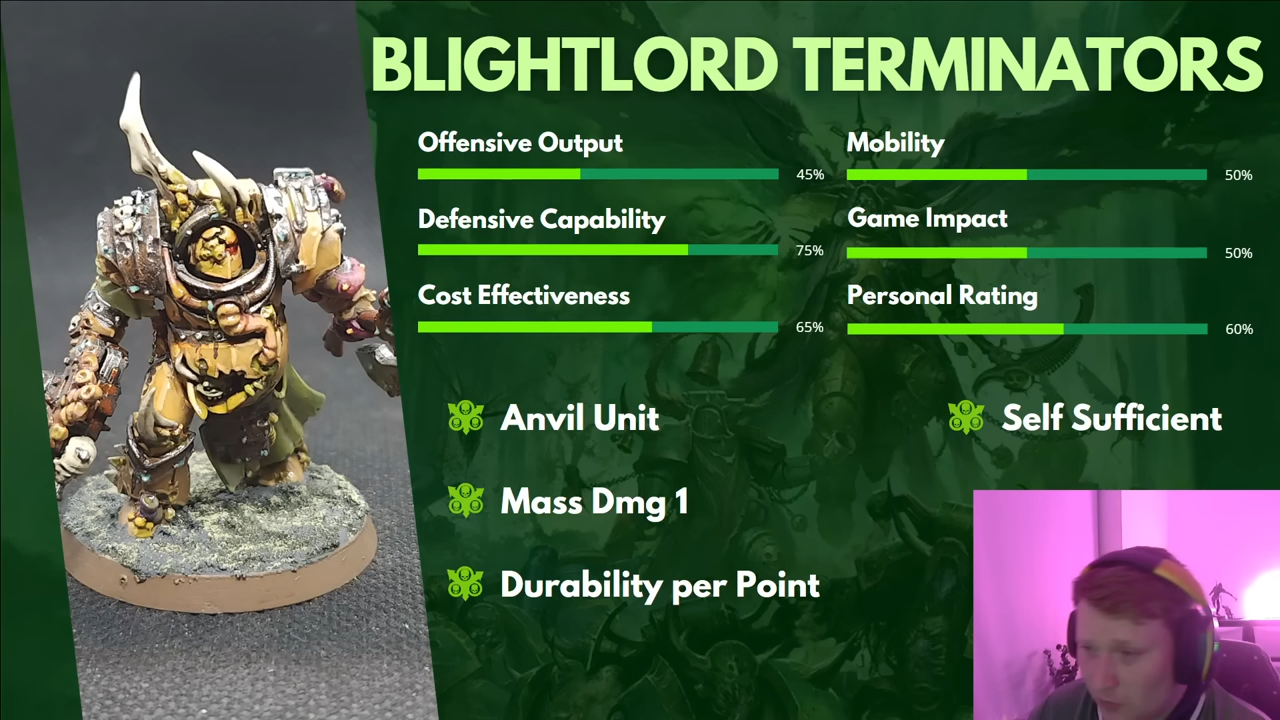 BLIGHTLORD TERMINATORS
Offensive Output
45%
Mobility
50%
Defensive Capability
75%
Game Impact
50%
Cost Effectiveness
65%
Personal Rating
60%
Anvil Unit
Self Sufficient
Mass Dmg 1
Durability per Point